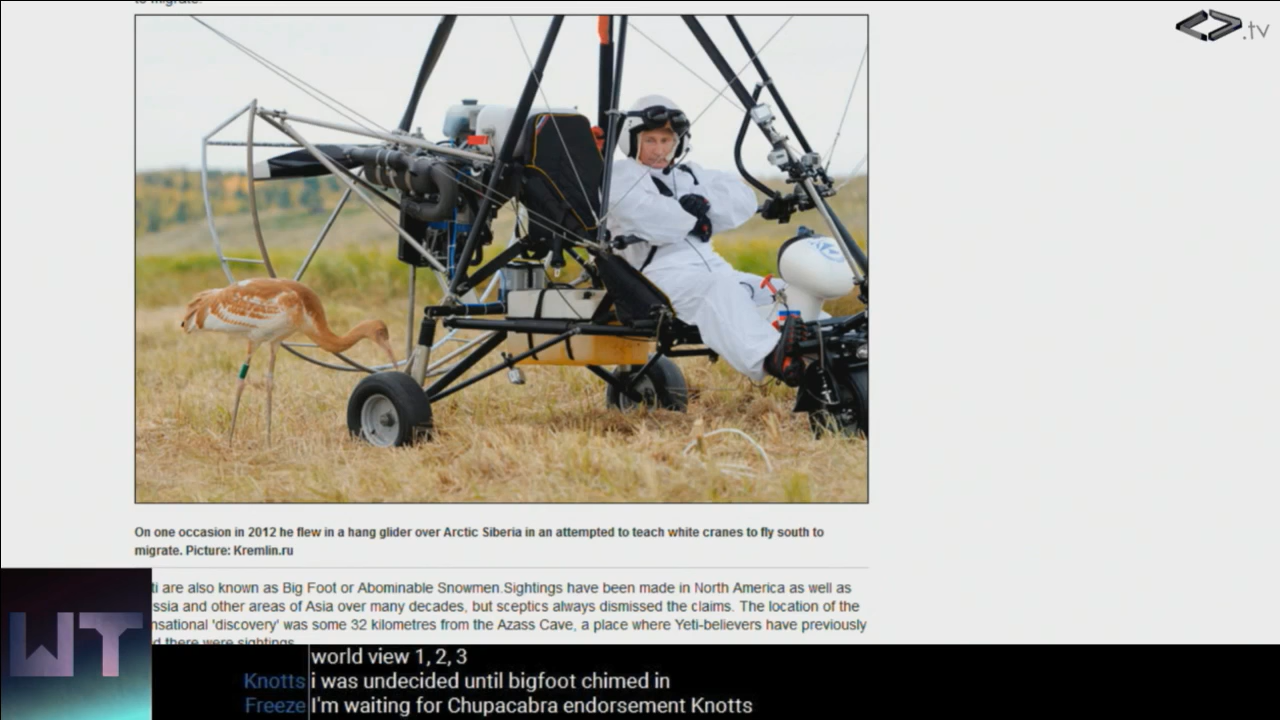 to migrate.
.tv
On one occasion in 2012 he flew in a hang glider over Arctic Siberia in an attempted to teach white cranes to fly south to
migrate. Picture: Kremlin.ru
ti are also known as Big Foot or Abominable Snowmen.Sightings have been made in North America as well as
ssia and other areas of Asia over many decades, but sceptics always dismissed the claims. The location of the
nsational 'discovery' was some 32 kilometres from the Azass Cave, a place where Yeti-believers have previously
d there were sightings
WT
world view 1, 2, 3
Knotts i was undecided until bigfoot chimed in
Freeze I'm waiting for Chupacabra endorsement Knotts